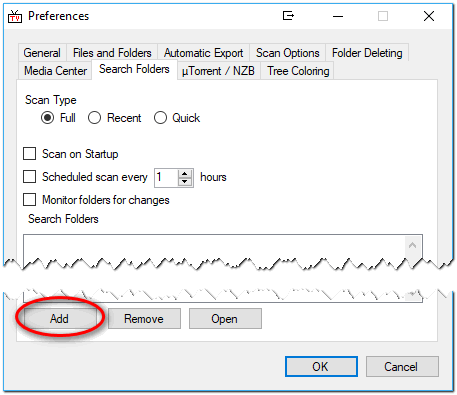 TV Preferences
General Files and Folders Automatic Export Scan Options Folder Deleting
Media Center Search Folders µTorrent / NZB Tree Coloring
Scan Type
Full Recent Quick
Scan on Startup
Scheduled scan every 1 hours
Monitor folders for changes
Search Folders
Add Remove Open
OK Cancel